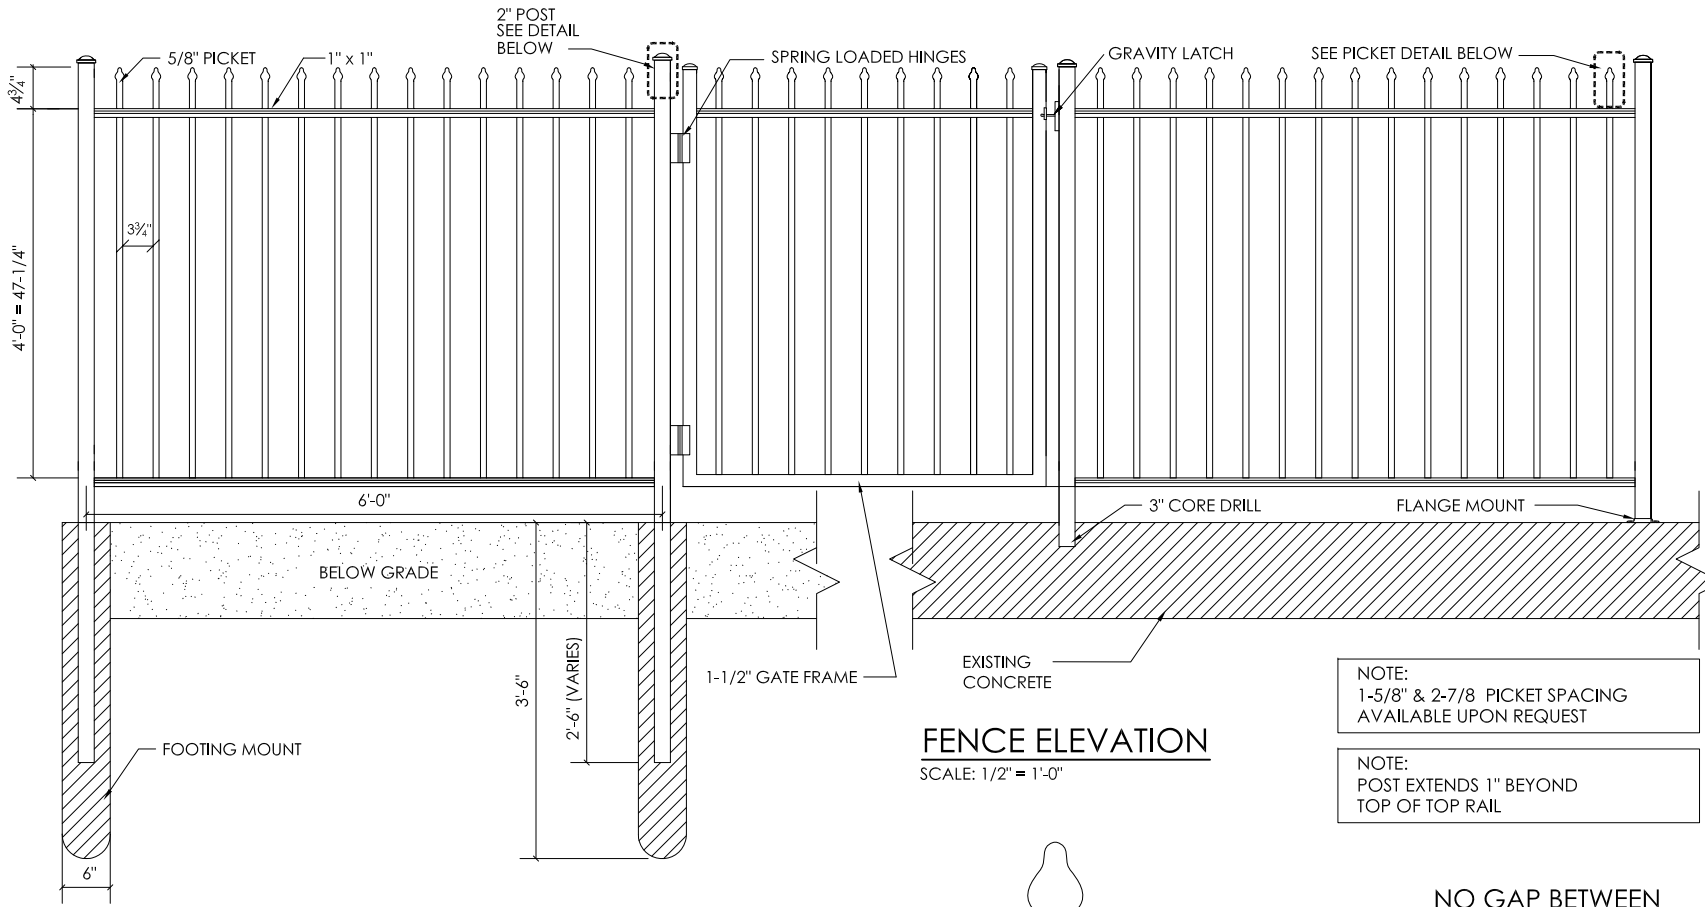 2" POST
SEE DETAIL
BELOW
5/8" PICKET
1" x 1"
SPRING LOADED HINGES
GRAVITY LATCH
SEE PICKET DETAIL BELOW
4¾"
3¾"
4'-0" = 47-1/4"
6'-0"
3" CORE DRILL
FLANGE MOUNT
BELOW GRADE
3'-6"
2'-6" (VARIES)
1-1/2" GATE FRAME
EXISTING
CONCRETE
FOOTING MOUNT
6"
FENCE ELEVATION
SCALE: 1/2" = 1'-0"
NOTE:
1-5/8" & 2-7/8 PICKET SPACING
AVAILABLE UPON REQUEST
NOTE:
POST EXTENDS 1" BEYOND
TOP OF TOP RAIL
NO GAP BETWEEN